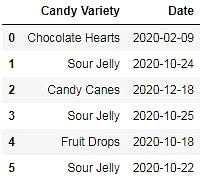 Candy Variety Date
0 Chocolate Hearts 2020-02-09
1 Sour Jelly 2020-10-24
2 Candy Canes 2020-12-18
3 Sour Jelly 2020-10-25
4 Fruit Drops 2020-10-18
5 Sour Jelly 2020-10-22